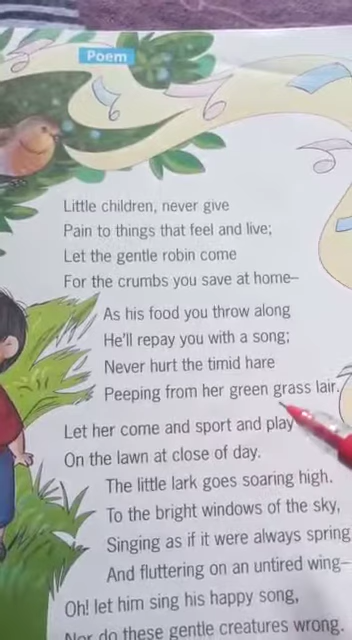 Poem
Little children, never give
Pain to things that feel and live;
Let the gentle robin come
For the crumbs you save at home–
As his food you throw along
He'll repay you with a song;
Never hurt the timid hare
Peeping from her green grass lair.
Let her come and sport and play
On the lawn at close of day.
The little lark goes soaring high.
To the bright windows of the sky,
Singing as if it were always spring
And fluttering on an untired wing–
Oh! let him sing his happy song,
Nor do these gentle creatures wrong.